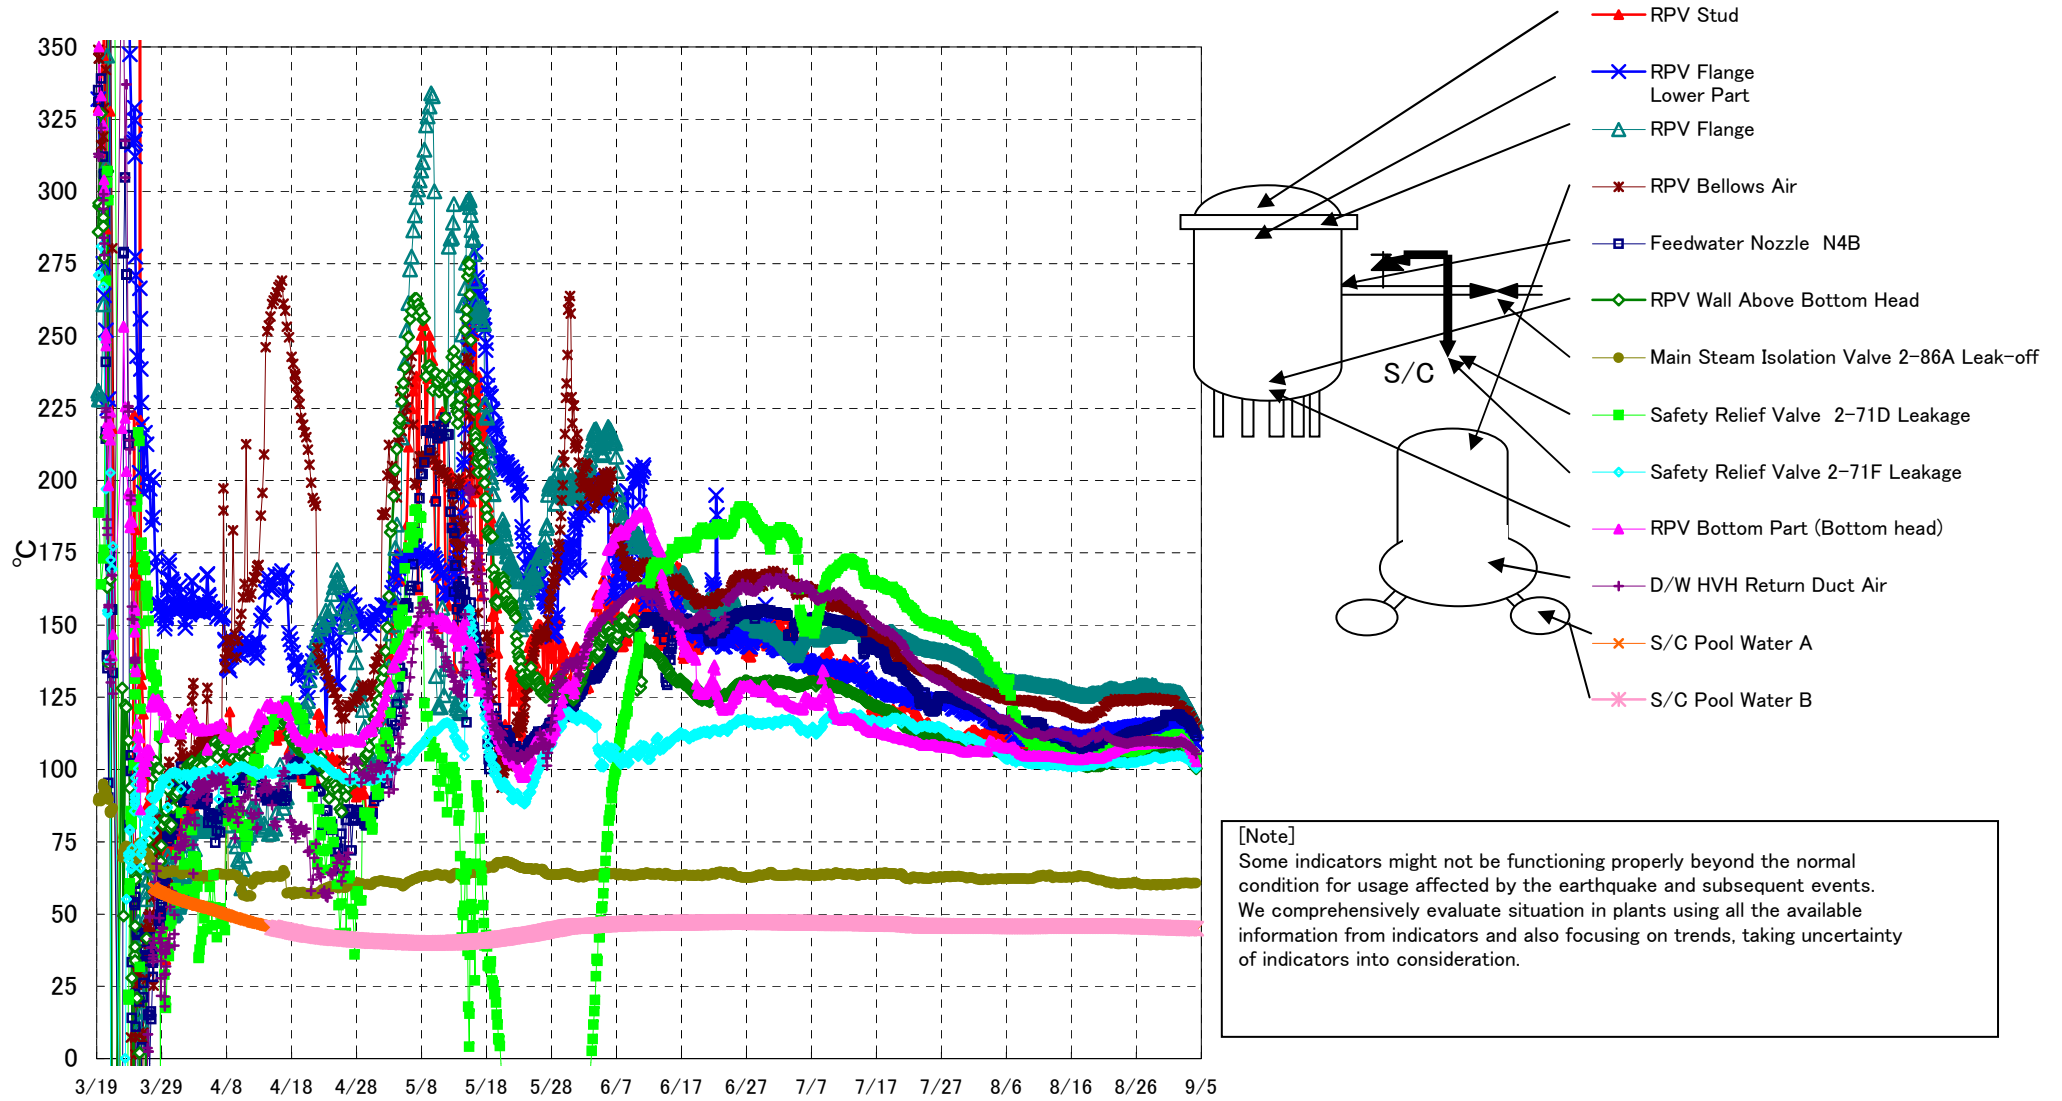 350
325
300
275
250
225
200
175
150
125
100
75
50
25
0
℃
3/19 3/29 4/8 4/18 4/28 5/8 5/18 5/28 6/7 6/17 6/27 7/7 7/17 7/27 8/6 8/16 8/26 9/5
RPV Stud
RPV Flange
Lower Part
RPV Flange
RPV Bellows Air
Feedwater Nozzle N4B
RPV Wall Above Bottom Head
Main Steam Isolation Valve 2-86A Leak-off
Safety Relief Valve 2-71D Leakage
Safety Relief Valve 2-71F Leakage
RPV Bottom Part (Bottom head)
D/W HVH Return Duct Air
S/C Pool Water A
S/C Pool Water B
S/C
[Note]
Some indicators might not be functioning properly beyond the normal
condition for usage affected by the earthquake and subsequent events.
We comprehensively evaluate situation in plants using all the available
information from indicators and also focusing on trends, taking uncertainty
of indicators into consideration.